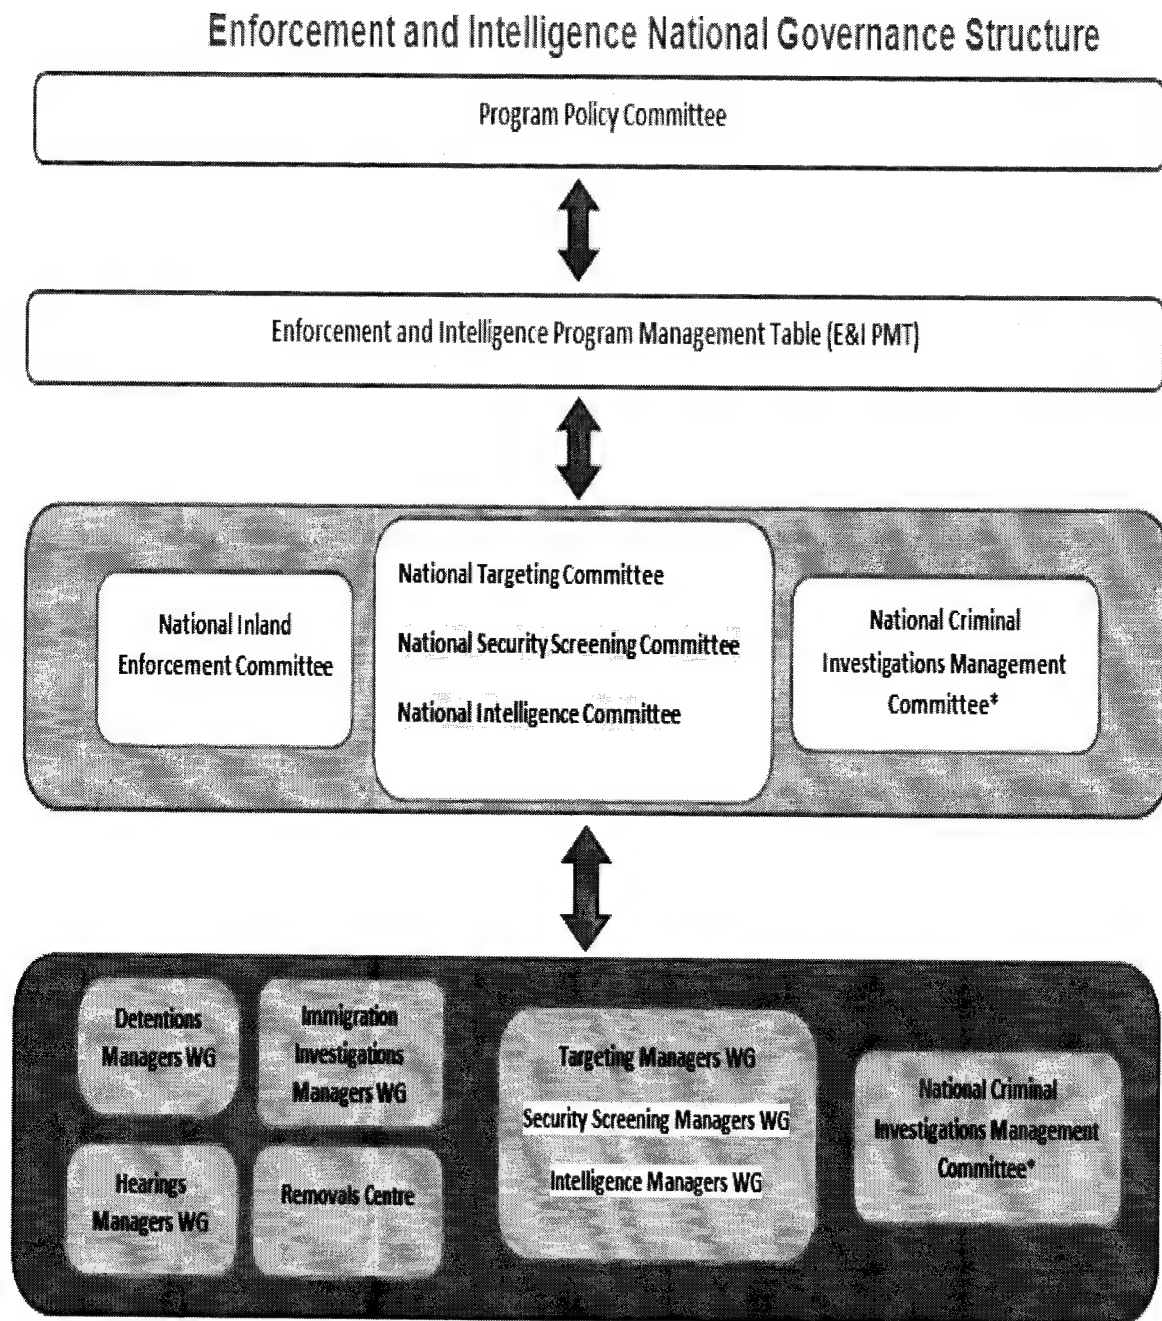 Enforcement and Intelligence National Governance Structure
Program Policy Committee
Enforcement and Intelligence Program Management Table (E&I PMT)
National Inland
Enforcement Committee
National Targeting Committee
National Security Screening Committee
National Intelligence Committee
National Criminal
Investigations Management
Committee*
Detentions
Managers WG
Immigration
Investigations
Managers WG
Hearings
Managers WG
Removals Centre
Targeting Managers WG
Security Screening Managers WG
Intelligence Managers WG
National Criminal
Investigations Management
Committee*